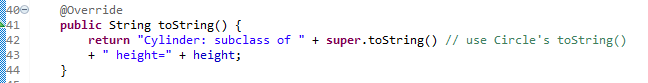 40 @Override
41 public String toString() {
42 return "Cylinder: subclass of " + super.toString() // use Circle's toString()
43 + " height=" + height;
44 }